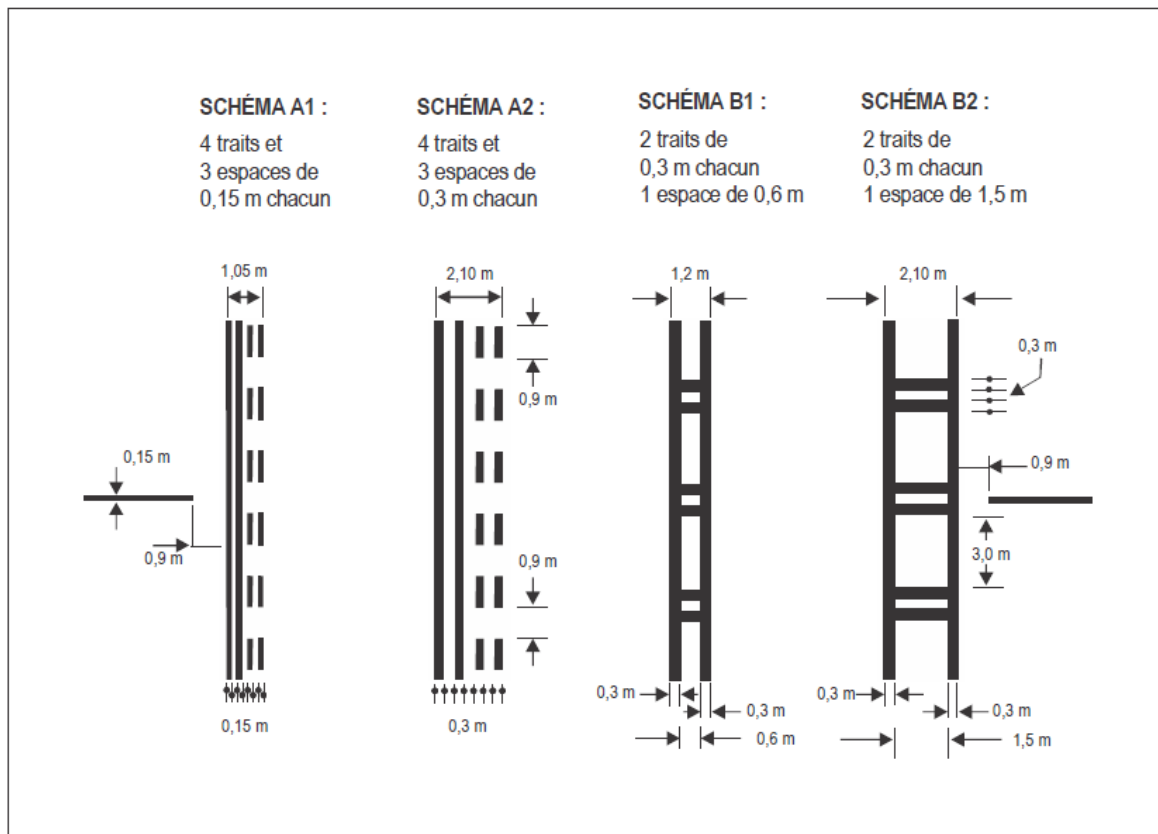 SCHÉMA A1 :
4 traits et
3 espaces de
0,15 m chacun
SCHÉMA A2 :
4 traits et
3 espaces de
0,3 m chacun
SCHÉMA B1 :
2 traits de
0,3 m chacun
1 espace de 0,6 m
SCHÉMA B2 :
2 traits de
0,3 m chacun
1 espace de 1,5 m
1,05 m
2,10 m
1,2 m
2,10 m
0,3 m
0,9 m
0,15 m
0,9 m
0,9 m
0,9 m
3,0 m
0,3 m
0,3 m
0,3 m
0,3 m
0,15 m
0,3 m
0,6 m
1,5 m